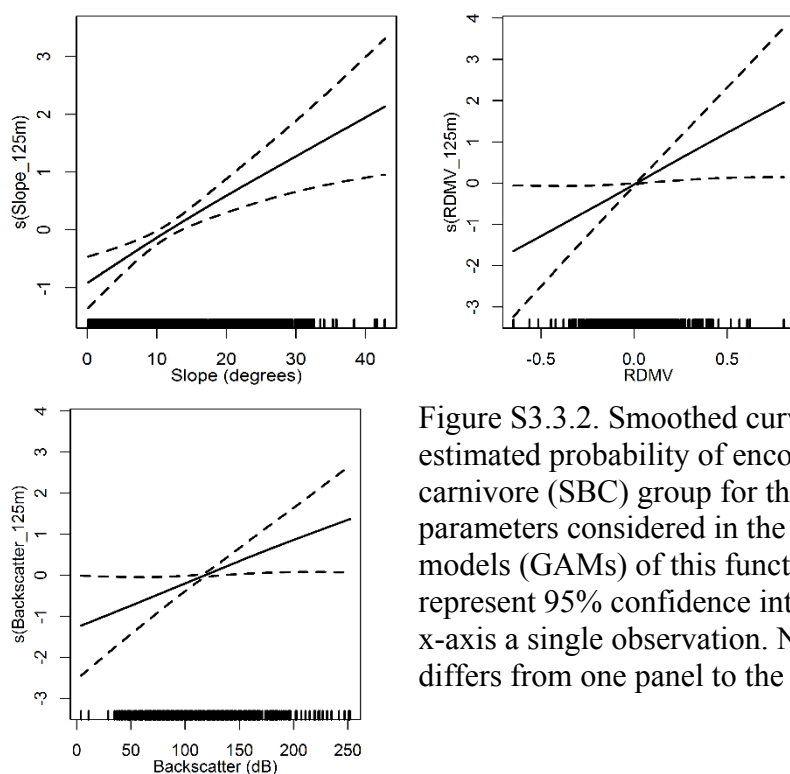 3
2
1
0
-1
s(Slope_125m)
0 10 20 30 40
Slope (degrees)
4
3
2
1
0
-1
-2
-3
s(RDMV_125m)
-0.5 0.0 0.5
RDMV
4
3
2
1
0
-1
-2
-3
s(Backscatter_125m)
0 50 100 150 200 250
Backscatter (dB)
Figure S3.3.2. Smoothed curv
estimated probability of enco
carnivore (SBC) group for th
parameters considered in the
models (GAMs) of this funct
represent 95% confidence int
x-axis a single observation. N
differs from one panel to the